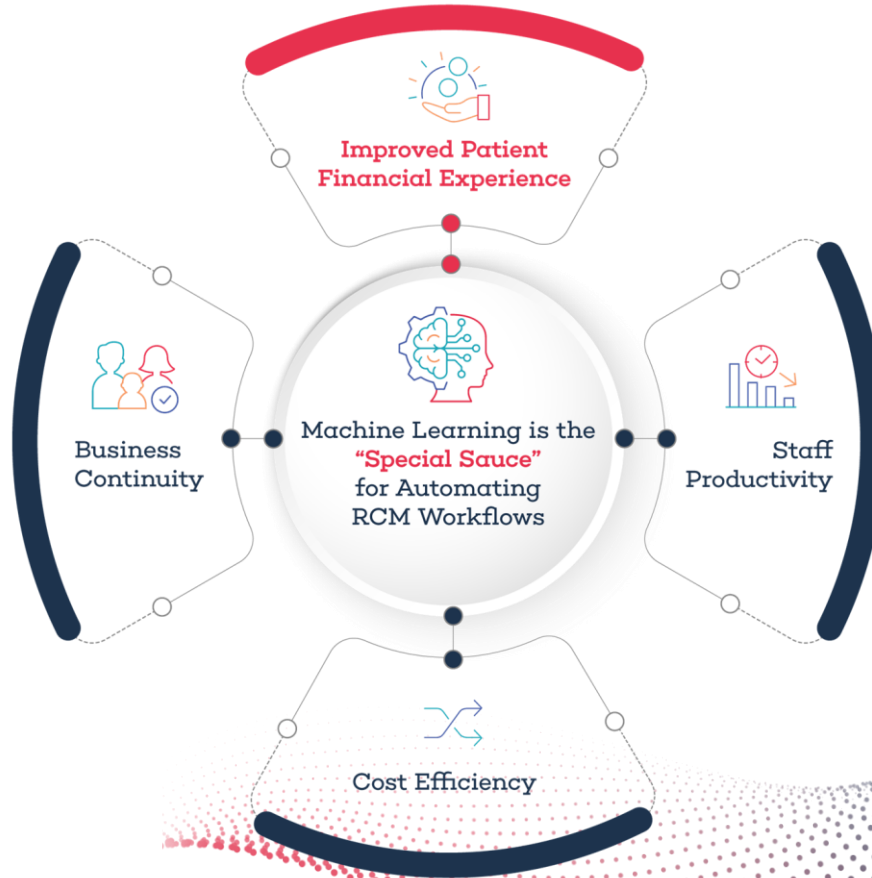 Improved Patient
Financial Experience
Business
Continuity
Machine Learning is the
“Special Sauce”
for Automating
RCM Workflows
Staff
Productivity
Cost Efficiency